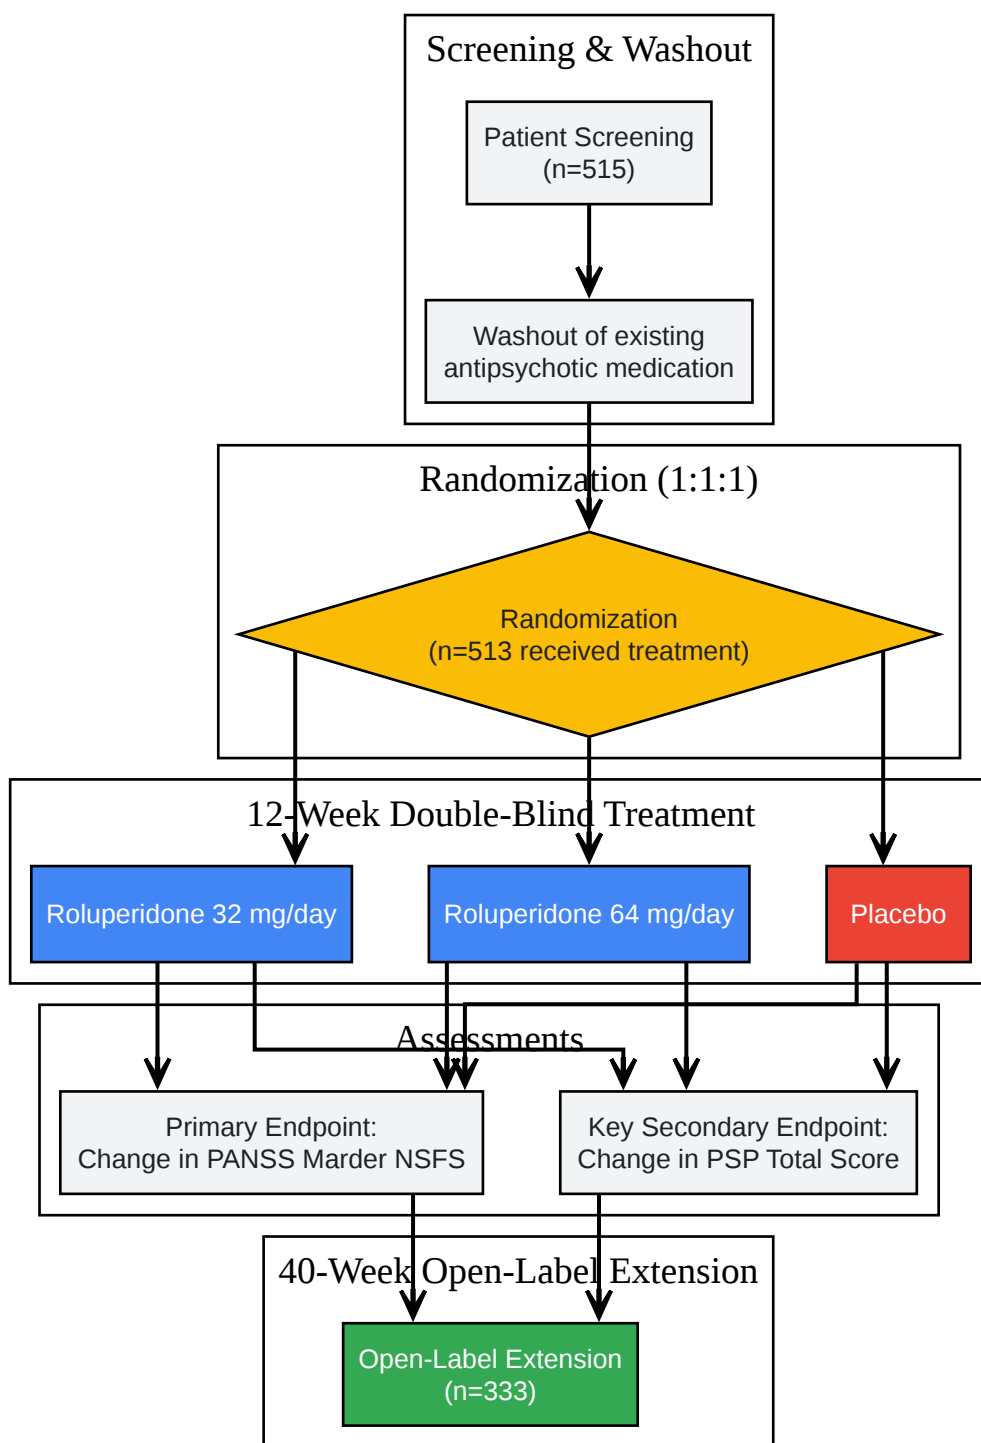 Screening & Washout
Patient Screening
(n=515)
Washout of existing
antipsychotic medication
Randomization (1:1:1)
Randomization
(n=513 received treatment)
12-Week Double-Blind Treatment
Roluperidone 32 mg/day
Roluperidone 64 mg/day
Placebo
Assessments
Primary Endpoint:
Change in PANSS Marder NSFS
Key Secondary Endpoint:
Change in PSP Total Score
40-Week Open-Label Extension
Open-Label Extension
(n=333)